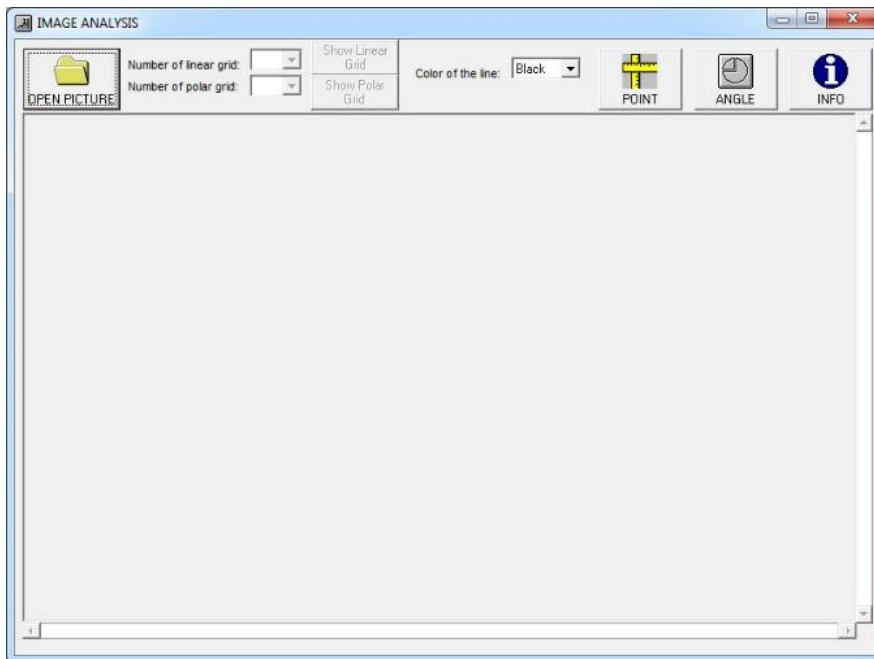 IMAGE ANALYSIS
OPEN PICTURE
Number of linear grid:
Number of polar grid:
Show Linear
Grid
Show Polar
Grid
Color of the line:
Black
POINT
ANGLE
INFO